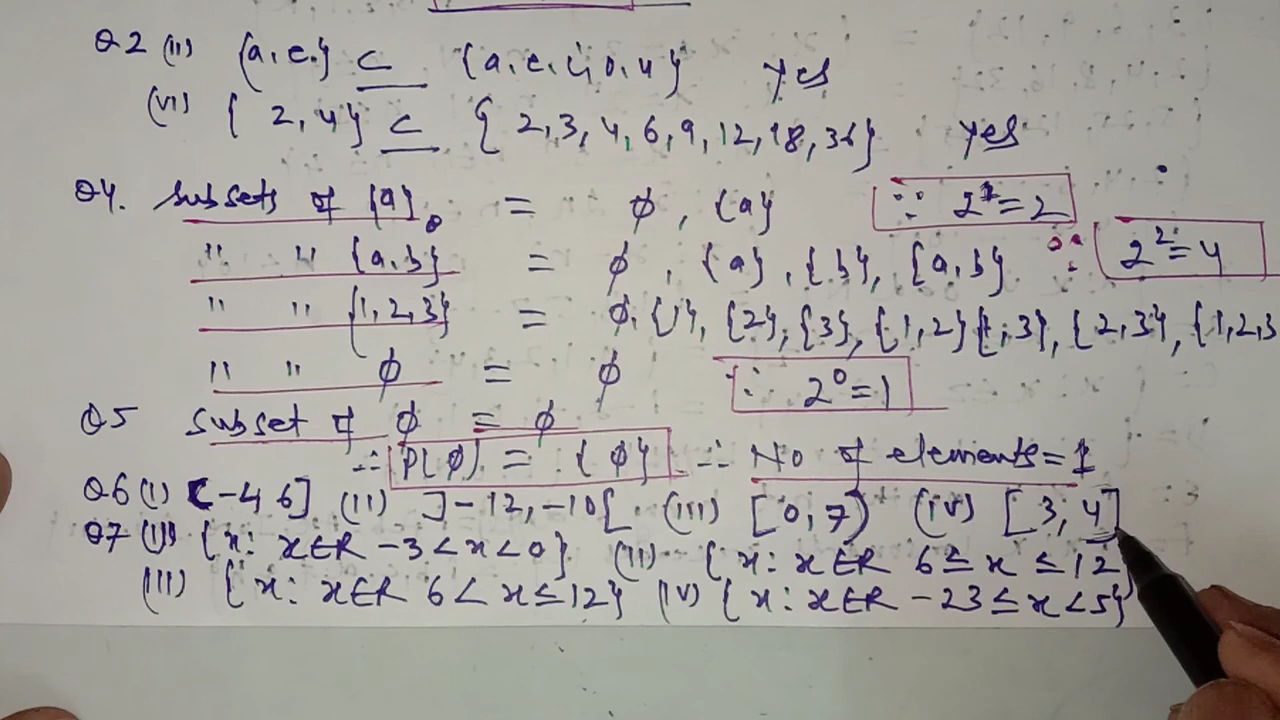 Q2 (ii) {a, e.} ⊂ {a, e, i, o, u} yes
(vi) { 2, 4} ⊂ { 2, 3, 4, 6, 9, 12, 18, 36} yes
Q4. subsets of {a}. = φ, {a} ∵ 2¹=2
" " {a, b} = φ, {a}, {b}, {a, b} ∵ 2²=4
" " {1, 2, 3} = φ, {1}, {2}, {3}, {1, 2} {1, 3}, {2, 3}, {1, 2, 3
" " φ = φ ∵ 2⁰=1
Q5 subset of φ = φ
∴ P(φ) = {φ} ∴ No of elements=1
Q6 (i) (-4 6] (ii) ]-12, -10[ (iii) [0, 7) (iv) [3, 4]
Q7 (i) {x: x∈R -3<x<0} (ii) {x: x∈R 6≤x≤12}
(iii) {x: x∈R 6<x≤12} (iv) {x: x∈R -23≤x<5}